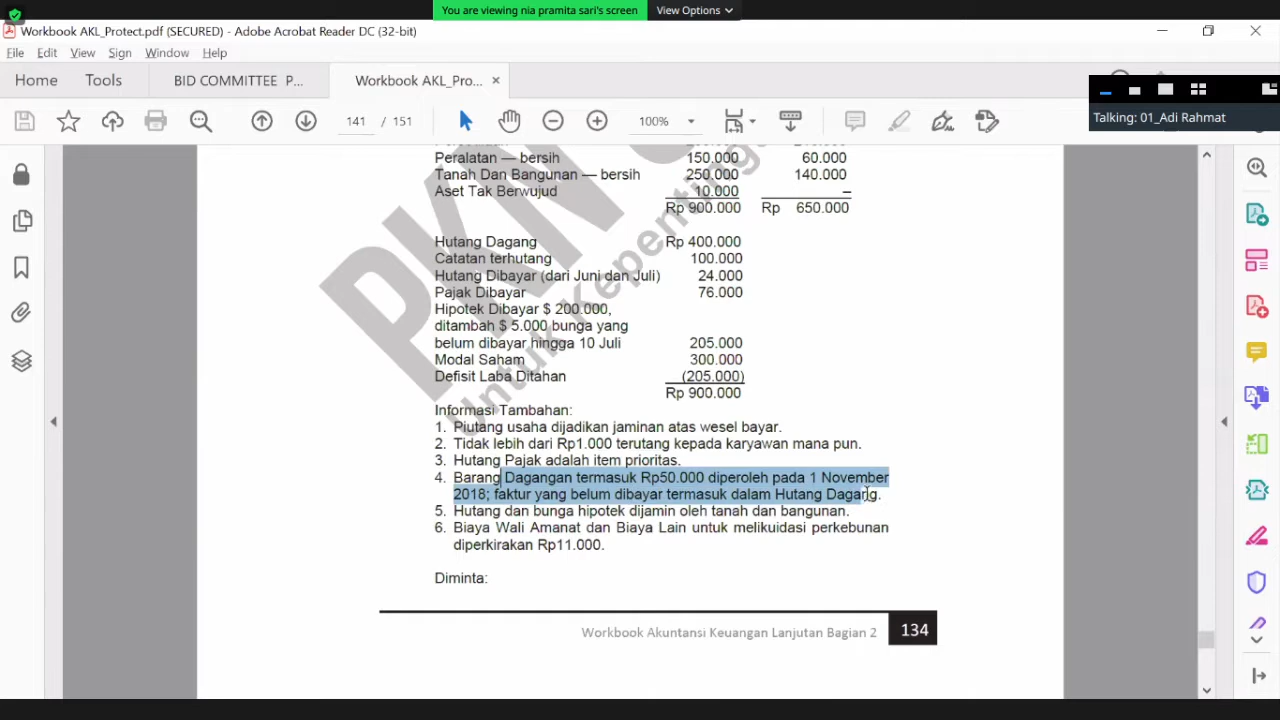 You are viewing nia pramita sari's screen View Options
Workbook AKL_Protect.pdf (SECURED) - Adobe Acrobat Reader DC (32-bit)
File Edit View Sign Window Help
Home Tools BID COMMITTEE P... Workbook AKL_Pro... ×
141 / 151 100%
Talking: 01_Adi Rahmat
Peralatan — bersih 150.000 60.000
Tanah Dan Bangunan — bersih 250.000 140.000
Aset Tak Berwujud 10.000 –
Rp 900.000 Rp 650.000
Hutang Dagang Rp 400.000
Catatan terhutang 100.000
Hutang Dibayar (dari Juni dan Juli) 24.000
Pajak Dibayar 76.000
Hipotek Dibayar $ 200.000,
ditambah $ 5.000 bunga yang
belum dibayar hingga 10 Juli 205.000
Modal Saham 300.000
Defisit Laba Ditahan (205.000)
Rp 900.000
Informasi Tambahan:
1. Piutang usaha dijadikan jaminan atas wesel bayar.
2. Tidak lebih dari Rp1.000 terutang kepada karyawan mana pun.
3. Hutang Pajak adalah item prioritas.
4. Barang Dagangan termasuk Rp50.000 diperoleh pada 1 November
2018; faktur yang belum dibayar termasuk dalam Hutang Dagang.
5. Hutang dan bunga hipotek dijamin oleh tanah dan bangunan.
6. Biaya Wali Amanat dan Biaya Lain untuk melikuidasi perkebunan
diperkirakan Rp11.000.
Diminta:
Workbook Akuntansi Keuangan Lanjutan Bagian 2 134
PKN S
Untuk Kepentinga